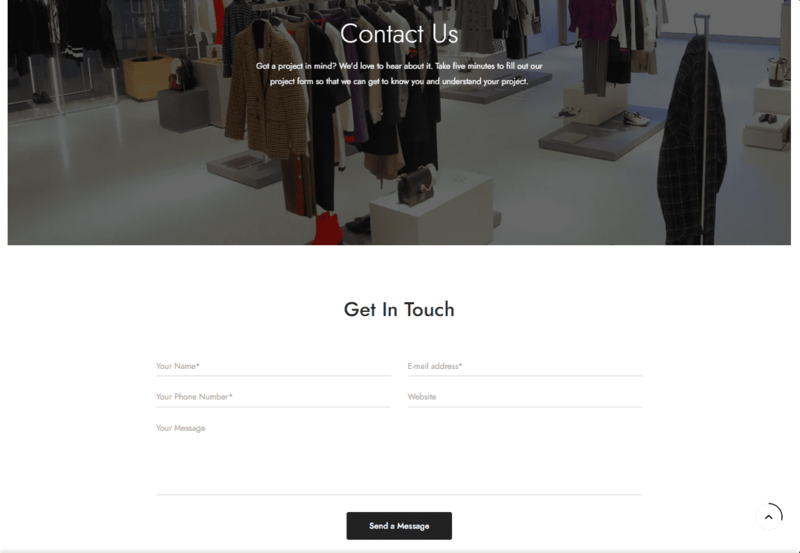 Contact Us
Got a project in mind? We'd love to hear about it. Take five minutes to fill out our
project form so that we can get to know you and understand your project.
Get In Touch
Your Name*
E-mail address*
Your Phone Number*
Website
Your Message
Send a Message